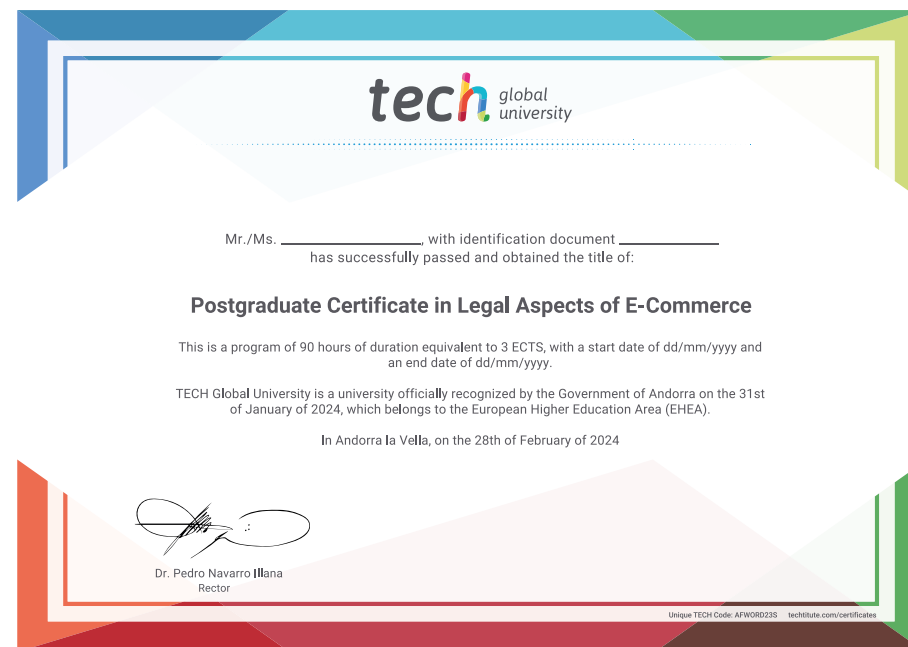 tech global university
Mr./Ms. ____________________, with identification document ______________
has successfully passed and obtained the title of:
Postgraduate Certificate in Legal Aspects of E-Commerce
This is a program of 90 hours of duration equivalent to 3 ECTS, with a start date of dd/mm/yyyy and
an end date of dd/mm/yyyy.
TECH Global University is a university officially recognized by the Government of Andorra on the 31st
of January of 2024, which belongs to the European Higher Education Area (EHEA).
In Andorra la Vella, on the 28th of February of 2024
Dr. Pedro Navarro Illana
Rector
Unique TECH Code: AFWORD23S techtitute.com/certificates